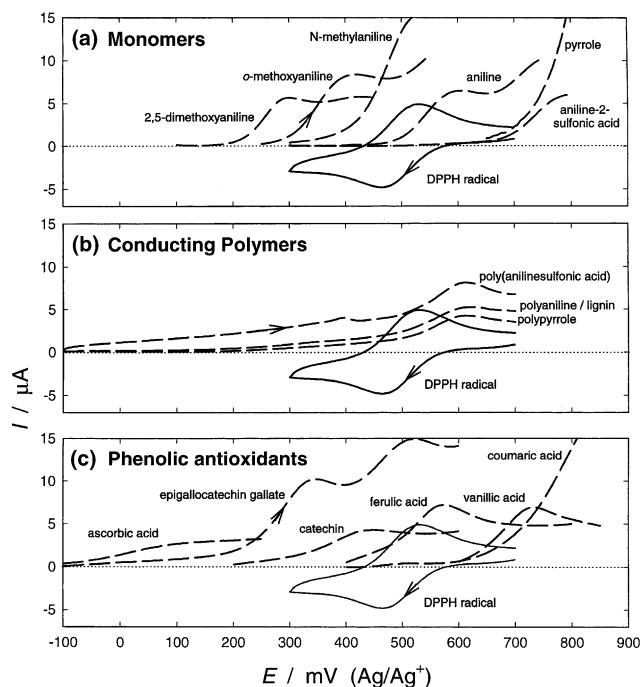 15
(a) Monomers
N-methylaniline
pyrrole
10
o-methoxyaniline
aniline
2,5-dimethoxyaniline
5
aniline-2-
sulfonic acid
0
DPPH radical
-5
15
(b) Conducting Polymers
10
poly(anilinesulfonic acid)
5
polyaniline / lignin
polypyrrole
0
DPPH radical
-5
I / μA
15
(c) Phenolic antioxidants
coumaric acid
10
epigallocatechin gallate
ferulic acid
vanillic acid
5
ascorbic acid
catechin
0
DPPH radical
-5
-100 0 100 200 300 400 500 600 700 800 900
E / mV (Ag/Ag+)